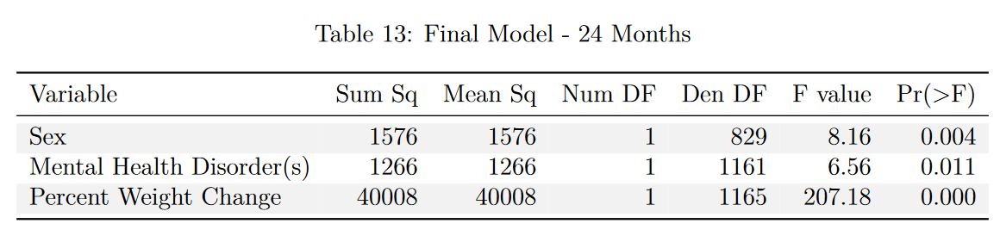 Table 13: Final Model - 24 Months
Variable Sum Sq Mean Sq Num DF Den DF F value Pr(>F)
Sex 1576 1576 1 829 8.16 0.004
Mental Health Disorder(s) 1266 1266 1 1161 6.56 0.011
Percent Weight Change 40008 40008 1 1165 207.18 0.000